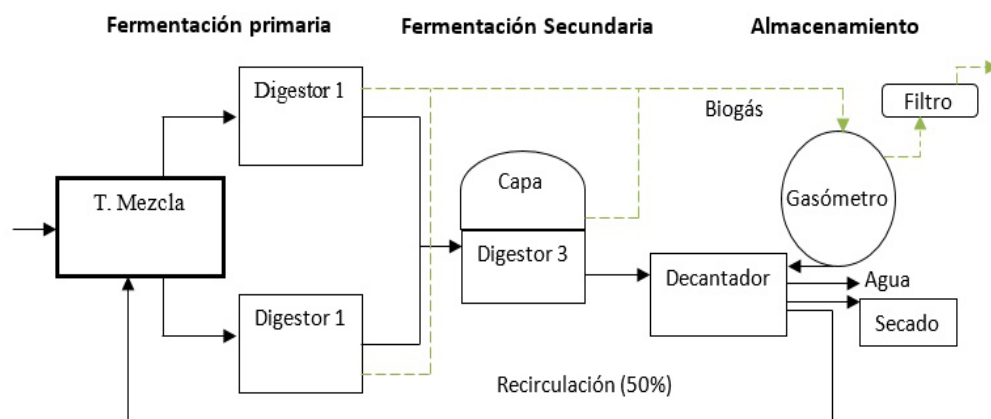 Fermentación primaria
Fermentación Secundaria
Almacenamiento
Digestor 1
Filtro
Biogás
T. Mezcla
Capa
Gasómetro
Digestor 3
Decantador
Agua
Digestor 1
Secado
Recirculación (50%)